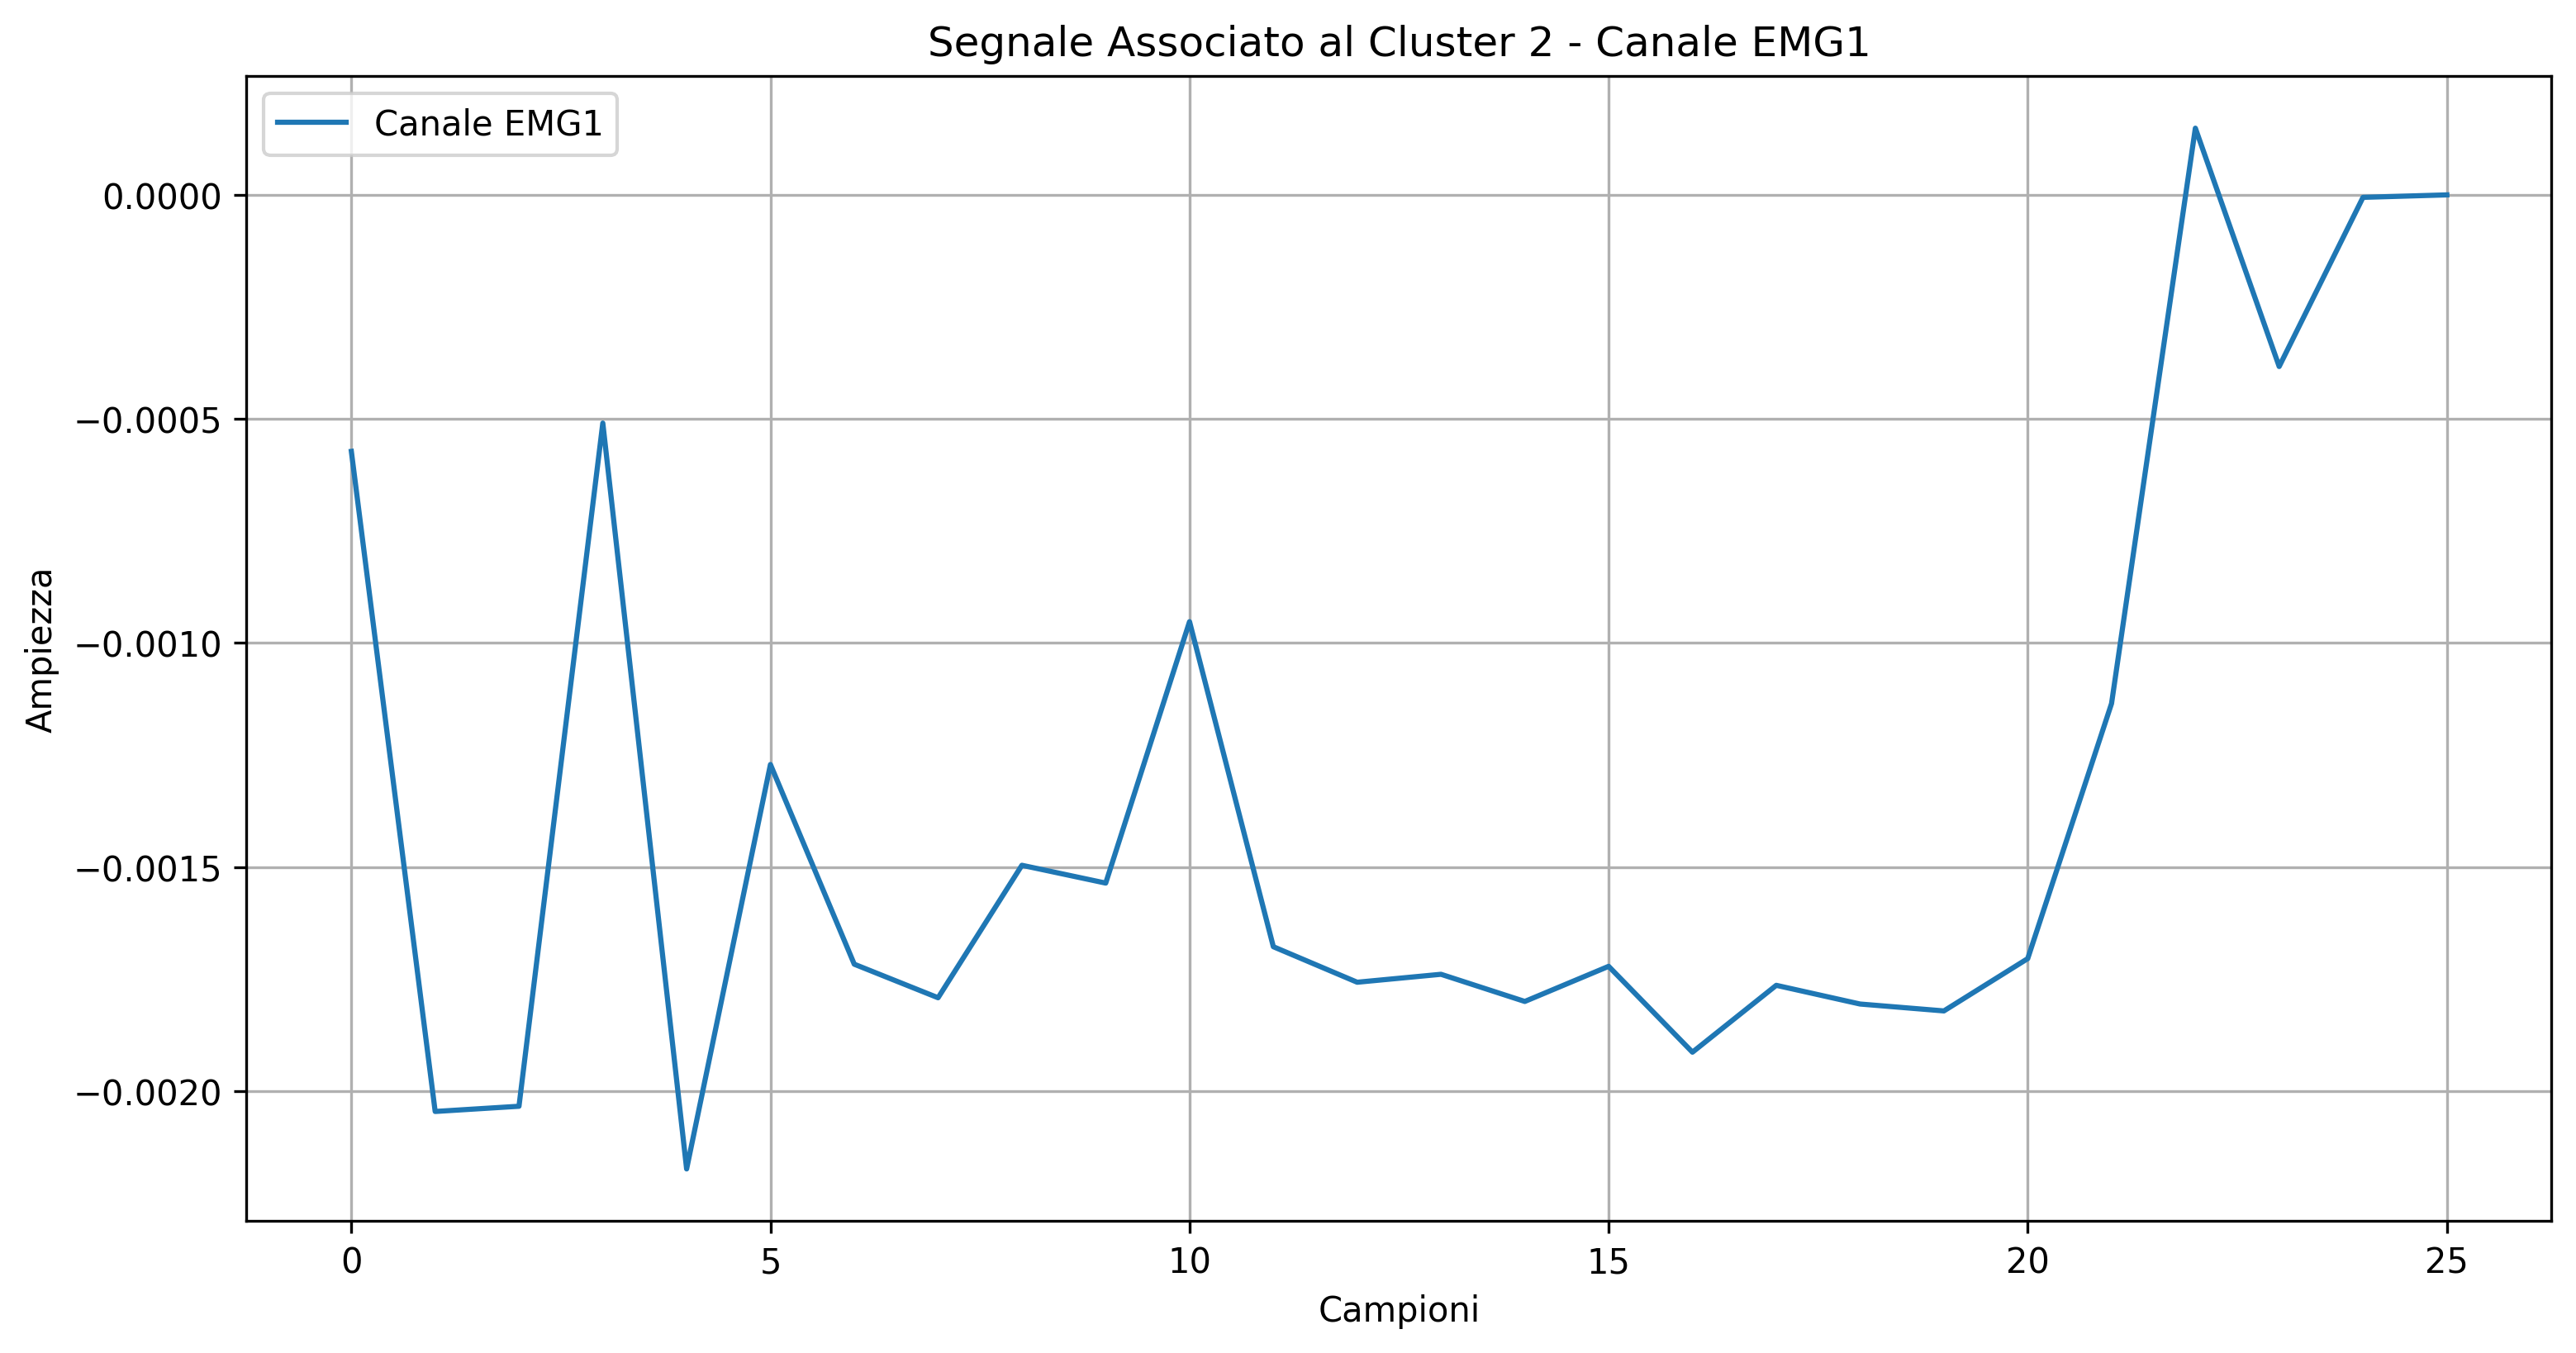 Segnale Associato al Cluster 2 - Canale EMG1
Canale EMG1
0.0000
−0.0005
−0.0010
−0.0015
−0.0020
Ampiezza
0 5 10 15 20 25
Campioni